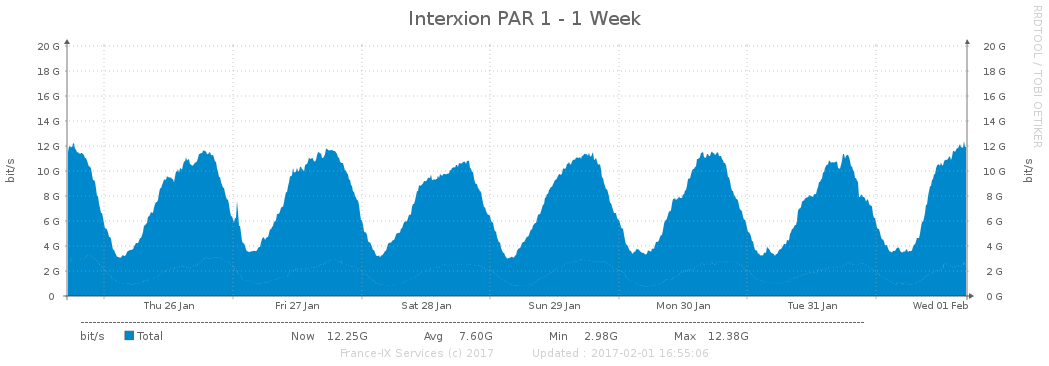 Interxion PAR 1 - 1 Week
RRDTOOL / TOBI OETIKER
bit/s
20 G 20 G
18 G 18 G
16 G 16 G
14 G 14 G
12 G 12 G
10 G 10 G
8 G 8 G
6 G 6 G
4 G 4 G
2 G 2 G
0 0 G
bit/s
Thu 26 Jan Fri 27 Jan Sat 28 Jan Sun 29 Jan Mon 30 Jan Tue 31 Jan Wed 01 Feb
bit/s Total Now 12.25G Avg 7.60G Min 2.98G Max 12.38G
France-IX Services (c) 2017 Updated : 2017-02-01 16:55:06